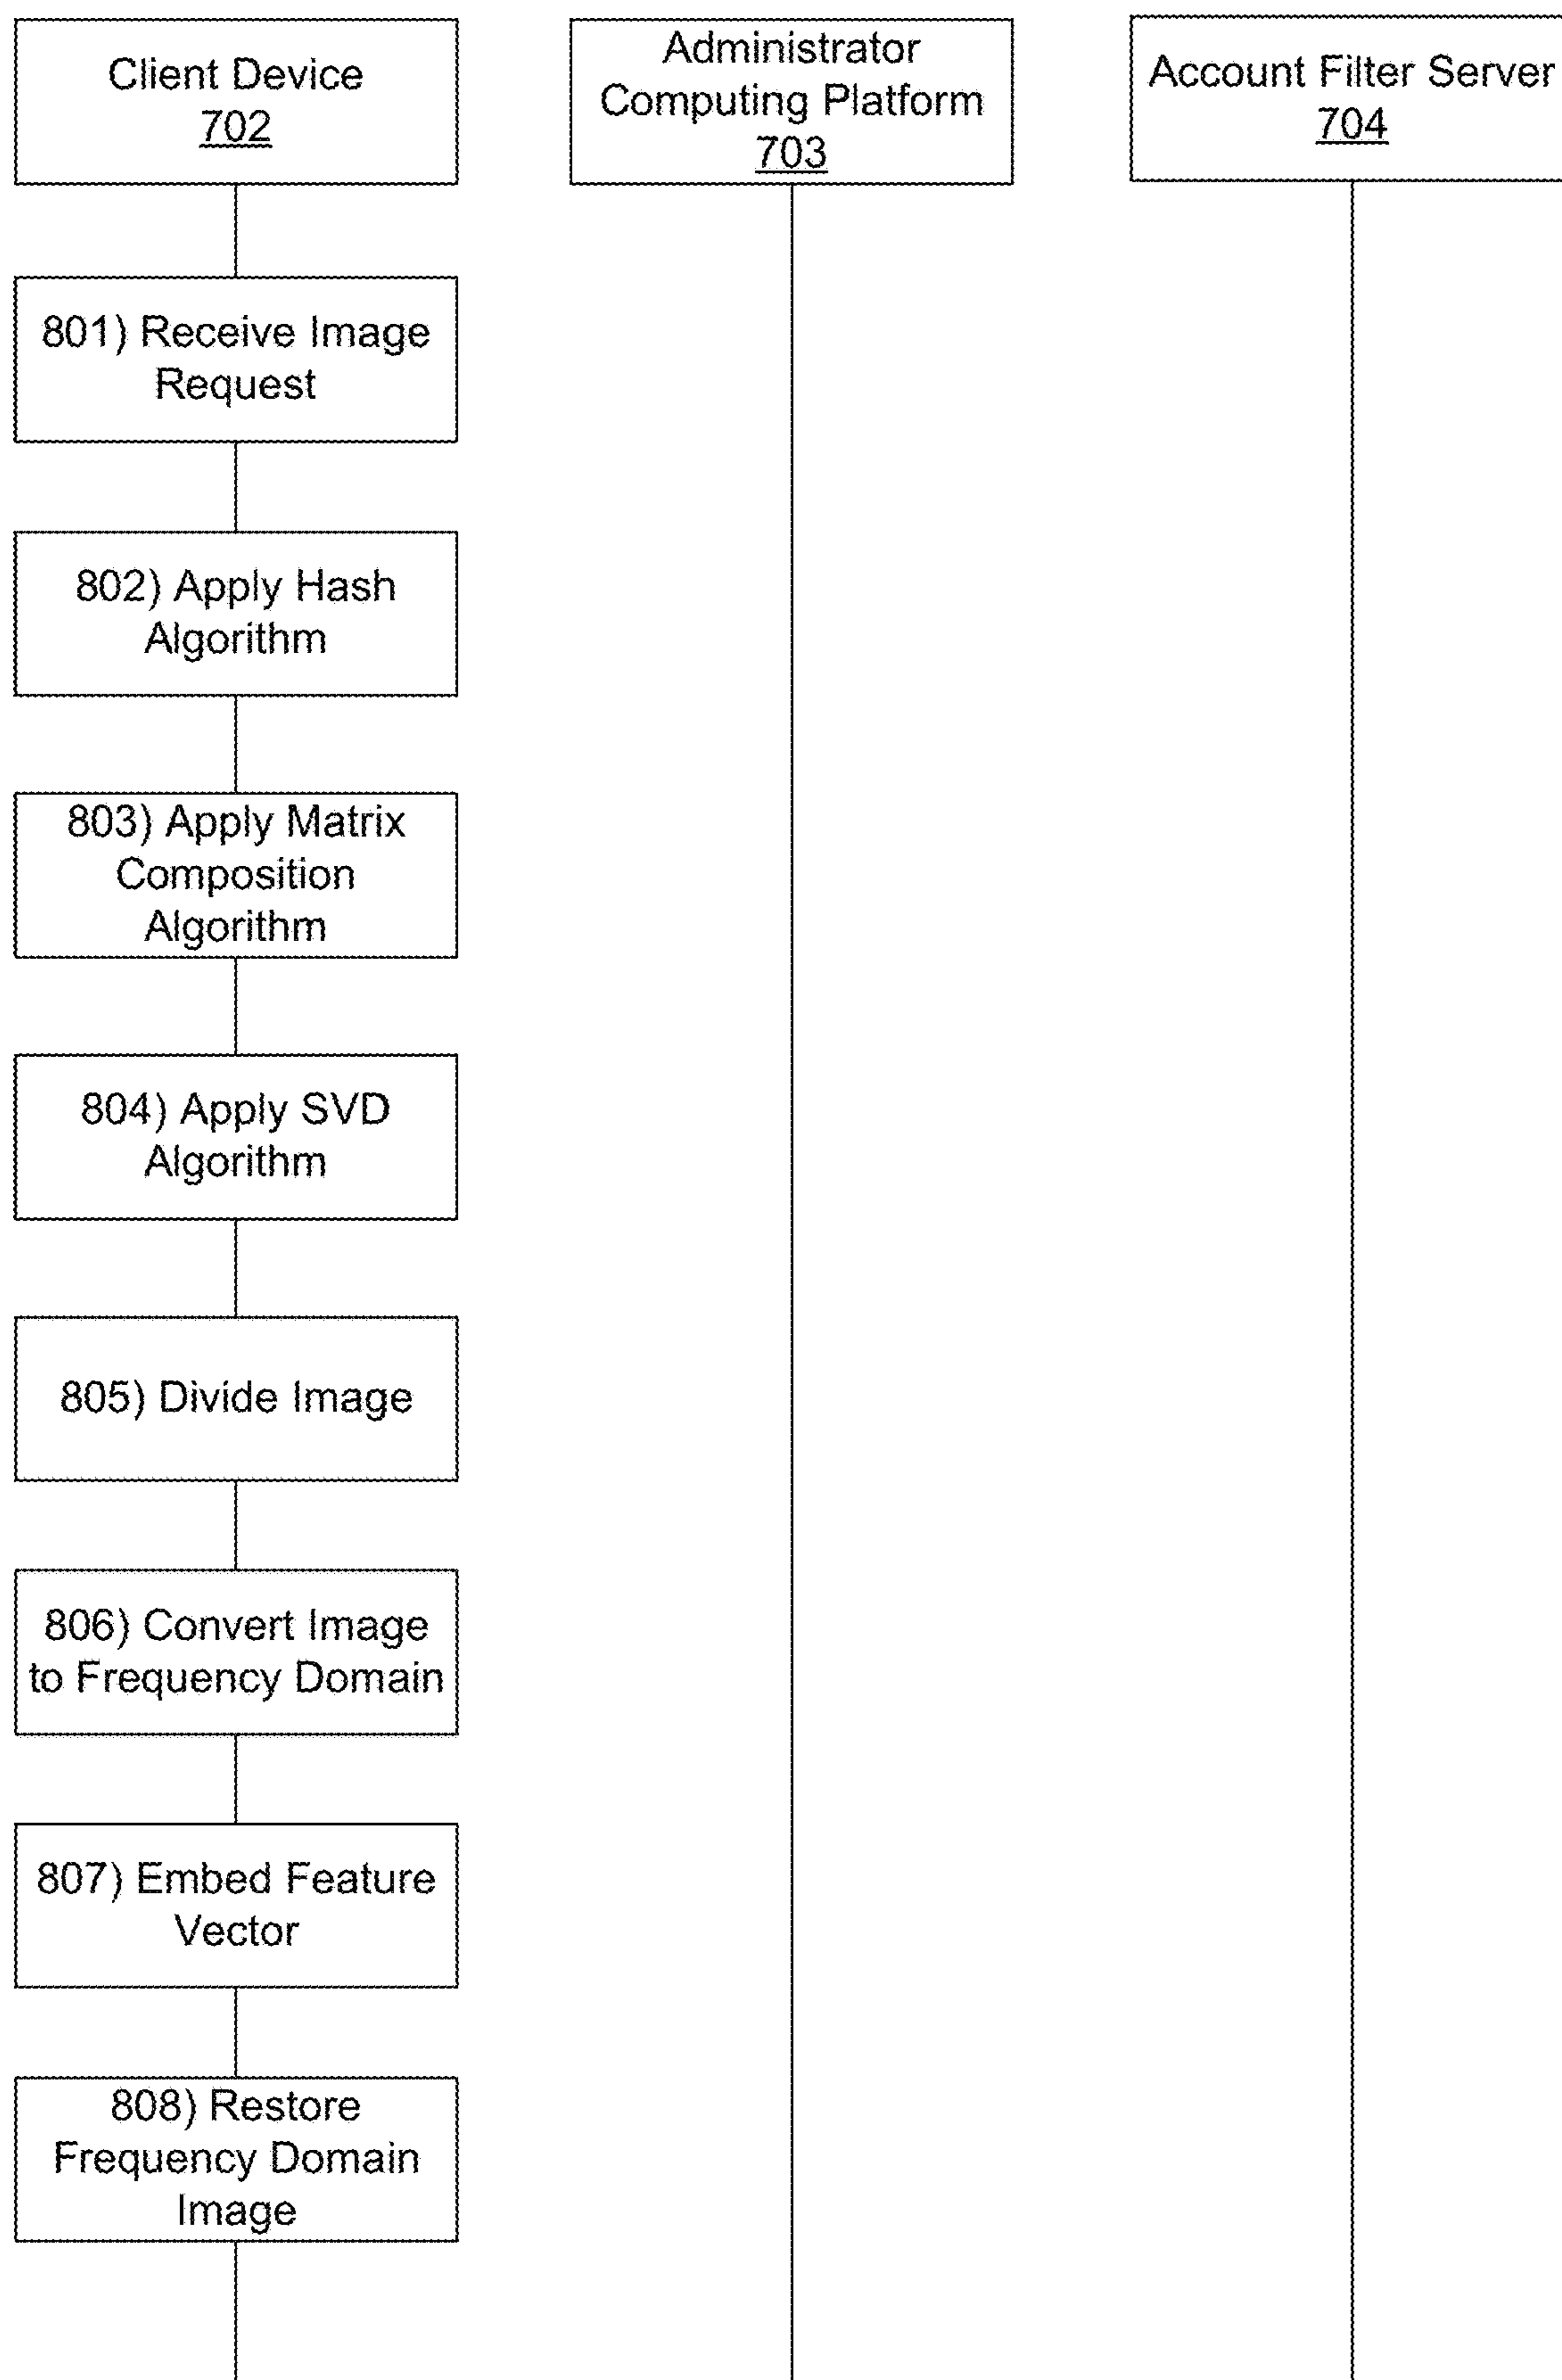 Client Device
702
Administrator
Computing Platform
703
Account Filter Server
704
801) Receive Image
Request
802) Apply Hash
Algorithm
803) Apply Matrix
Composition
Algorithm
804) Apply SVD
Algorithm
805) Divide Image
806) Convert Image
to Frequency Domain
807) Embed Feature
Vector
808) Restore
Frequency Domain
Image